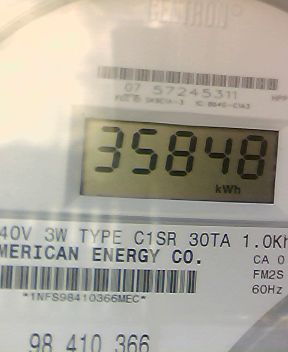 CENTRON®
07 57245311
35848
kWh
40V 3W TYPE C1SR 30TA 1.0Kh
MERICAN ENERGY CO.
CA 0
FM2S
60Hz
*1NFS98410366MEC*
98 410 366